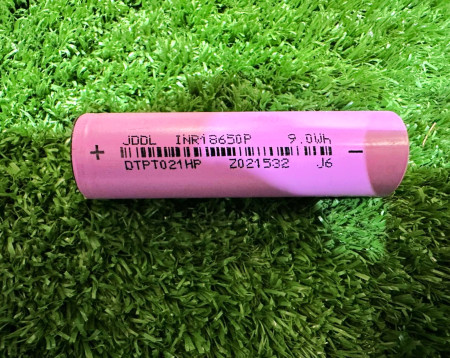 JDDL INR18650P 9.0Wh
+ -
DTPT021HP Z021532 J6